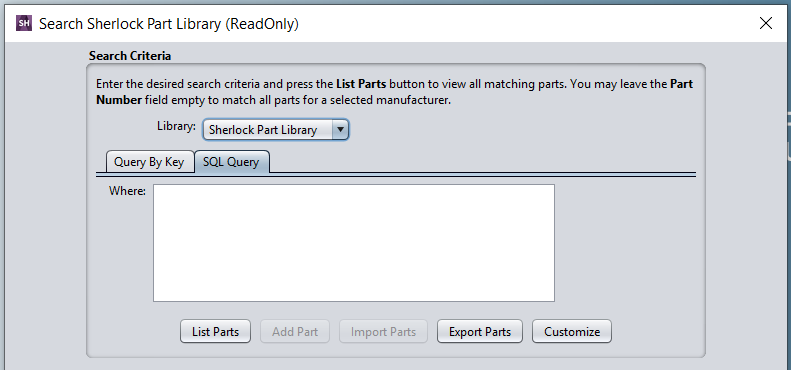 SH Search Sherlock Part Library (ReadOnly)
Search Criteria
Enter the desired search criteria and press the List Parts button to view all matching parts. You may leave the Part
Number field empty to match all parts for a selected manufacturer.
Library: Sherlock Part Library
Query By Key SQL Query
Where:
List Parts Add Part Import Parts Export Parts Customize